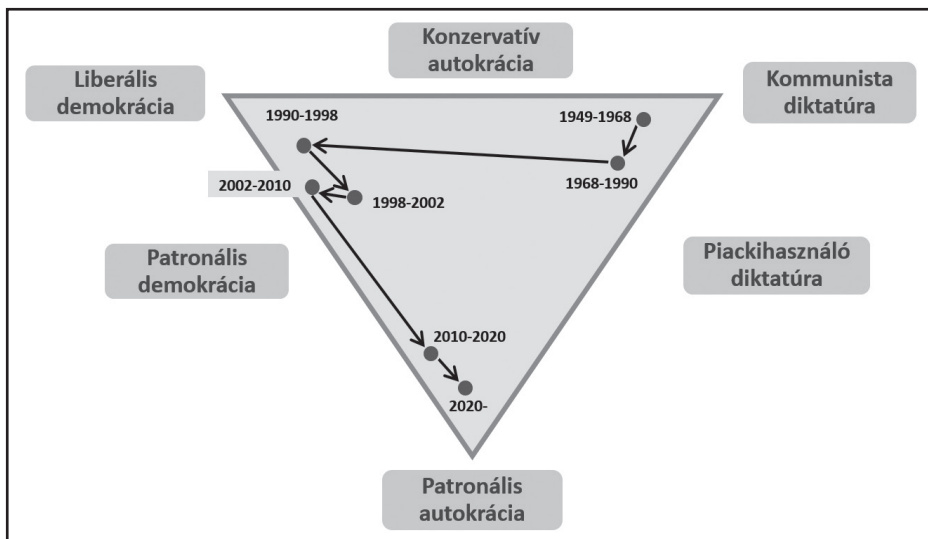 Konzervatív
autokrácia
Liberális
demokrácia
Kommunista
diktatúra
1990-1998
1949-1968
2002-2010
1998-2002
1968-1990
Patronális
demokrácia
Piackihasználó
diktatúra
2010-2020
2020-
Patronális
autokrácia